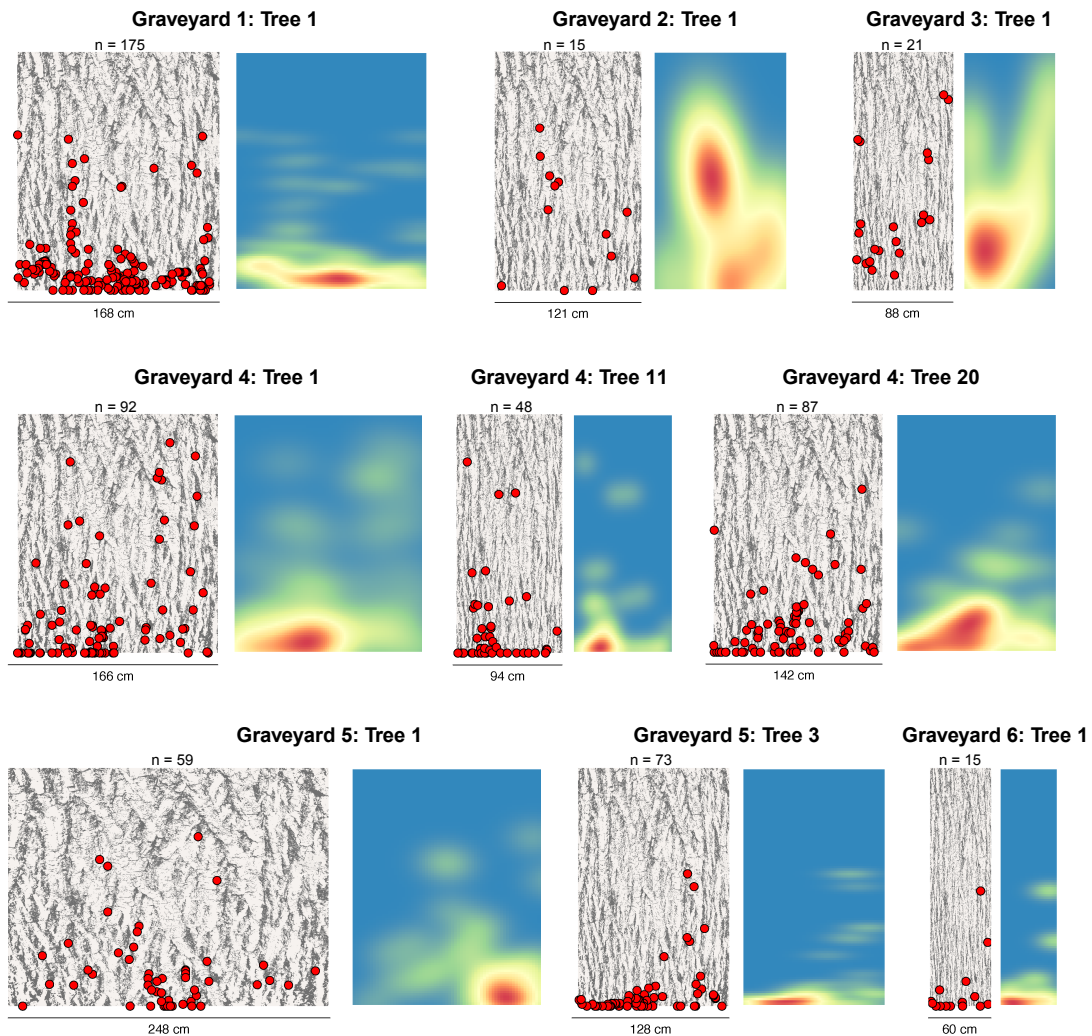 Graveyard 1: Tree 1
n = 175
168 cm
Graveyard 2: Tree 1
n = 15
121 cm
Graveyard 3: Tree 1
n = 21
88 cm
Graveyard 4: Tree 1
n = 92
166 cm
Graveyard 4: Tree 11
n = 48
94 cm
Graveyard 4: Tree 20
n = 87
142 cm
Graveyard 5: Tree 1
n = 59
248 cm
Graveyard 5: Tree 3
n = 73
128 cm
Graveyard 6: Tree 1
n = 15
60 cm